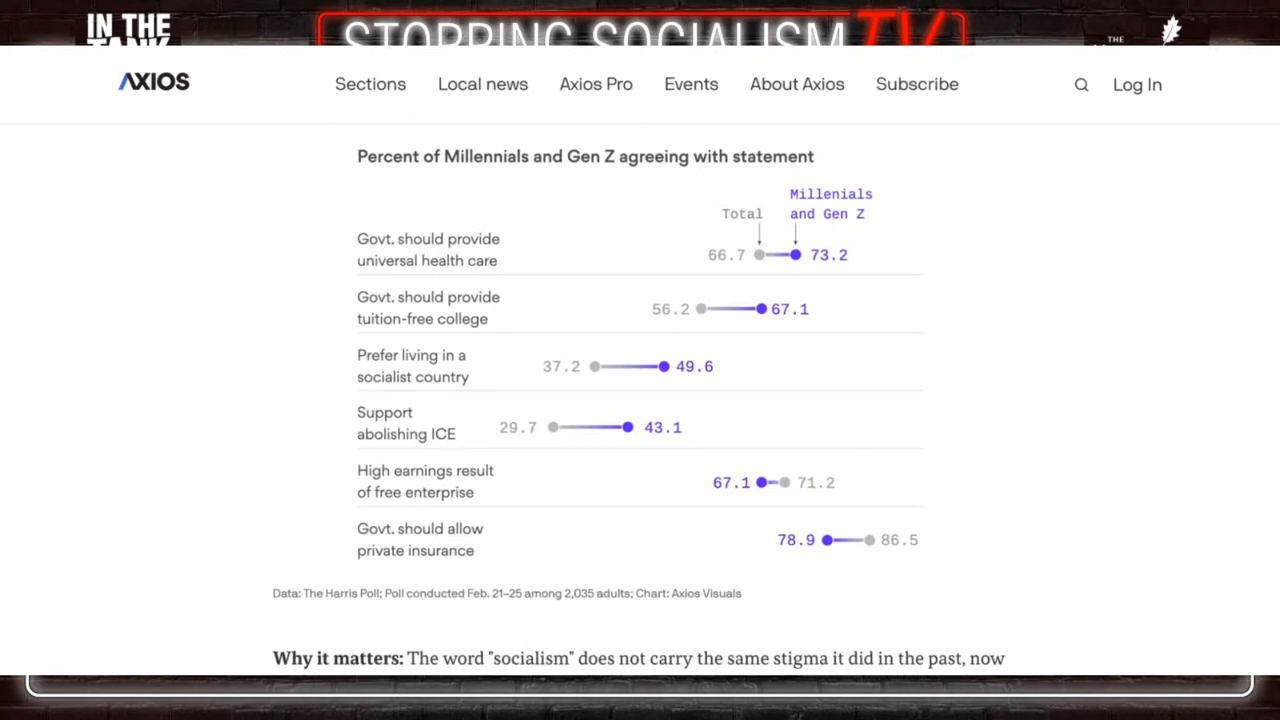 IN THE
TANK
STOPPING SOCIALISM TV
THE
AXIOS
Sections Local news Axios Pro Events About Axios Subscribe Log In
Percent of Millennials and Gen Z agreeing with statement
Total
Millenials
and Gen Z
Govt. should provide
universal health care
66.7 73.2
Govt. should provide
tuition-free college
56.2 67.1
Prefer living in a
socialist country
37.2 49.6
Support
abolishing ICE
29.7 43.1
High earnings result
of free enterprise
67.1 71.2
Govt. should allow
private insurance
78.9 86.5
Data: The Harris Poll; Poll conducted Feb. 21-25 among 2,035 adults; Chart: Axios Visuals
Why it matters: The word "socialism" does not carry the same stigma it did in the past, now